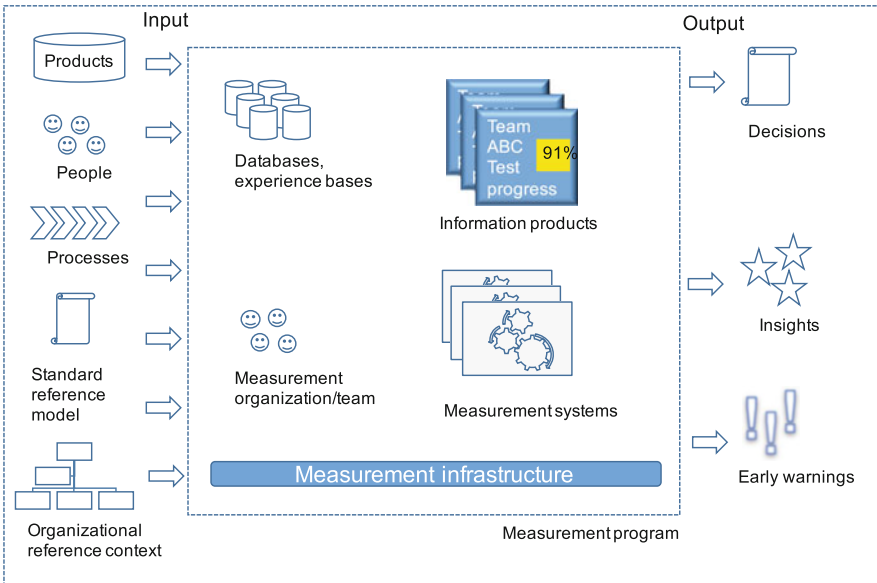 Input
Output
Products
People
Processes
Standard
reference
model
Organizational
reference context
Databases,
experience bases
Team
ABC
Test
progress
91%
Information products
Measurement
organization/team
Measurement systems
Measurement infrastructure
Measurement program
Decisions
Insights
Early warnings